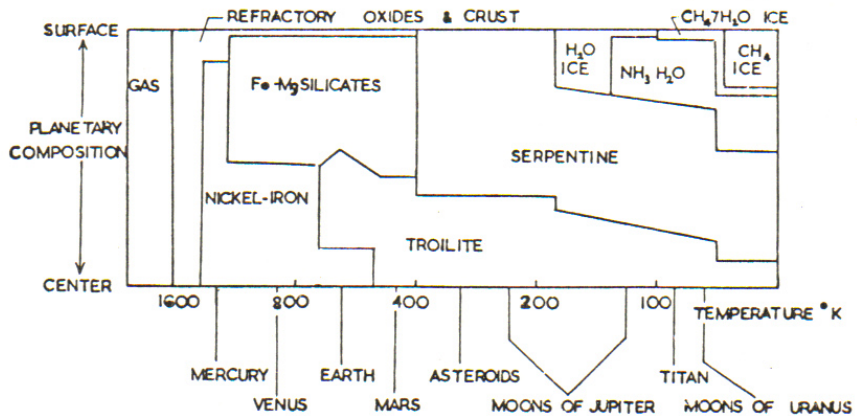 REFRACTORY OXIDES & CRUST
CH₄7H₂O ICE
SURFACE
GAS
Fe-Mg SILICATES
H₂O
ICE
NH₃ H₂O
CH₄
ICE
PLANETARY
COMPOSITION
SERPENTINE
NICKEL-IRON
TROILITE
CENTER
1600 800 400 200 100 TEMPERATURE °K
MERCURY EARTH ASTEROIDS TITAN
VENUS MARS MOONS OF JUPITER MOONS OF URANUS